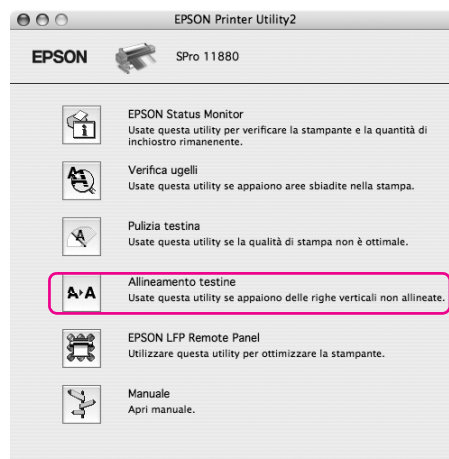 EPSON Printer Utility2
EPSON
SPro 11880
EPSON Status Monitor
Usate questa utility per verificare la stampante e la quantità di
inchiostro rimanenente.
Verifica ugelli
Usate questa utility se appaiono aree sbiadite nella stampa.
Pulizia testina
Usate questa utility se la qualità di stampa non è ottimale.
Allineamento testine
Usate questa utility se appaiono delle righe verticali non allineate.
EPSON LFP Remote Panel
Utilizzare questa utility per ottimizzare la stampante.
Manuale
Apri manuale.